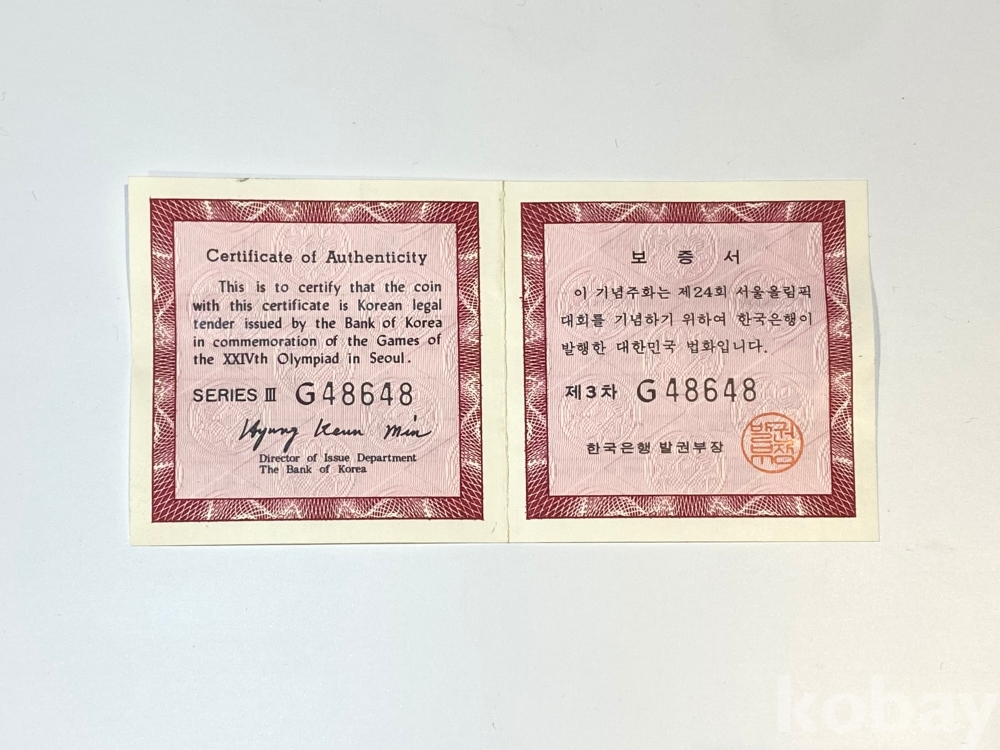 Certificate of Authenticity
This is to certify that the coin
with this certificate is Korean legal
tender issued by the Bank of Korea
in commemoration of the Games of
the XXIVth Olympiad in Seoul.
SERIES Ⅲ G48648
Hyung Keun Min
Director of Issue Department
The Bank of Korea
보 증 서
이 기념주화는 제24회 서울올림픽
대회를 기념하기 위하여 한국은행이
발행한 대한민국 법화입니다.
제3차 G48648
한국은행 발권부장
발권
부장
kobay